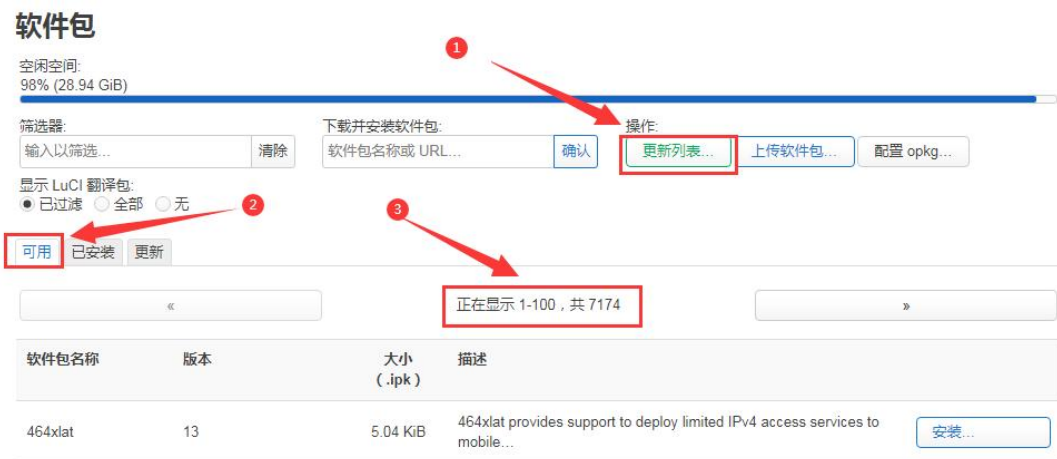 软件包
空闲空间:
98% (28.94 GiB)
筛选器:
输入以筛选...
清除
下载并安装软件包:
软件包名称或 URL...
确认
操作:
更新列表...
上传软件包...
配置 opkg...
显示 LuCI 翻译包:
已过滤 全部 无
1
2
3
可用 已安装 更新
«
正在显示 1-100，共 7174
»
软件包名称 版本 大小 描述
（.ipk）
464xlat 13 5.04 KiB 464xlat provides support to deploy limited IPv4 access services to
mobile...
安装...